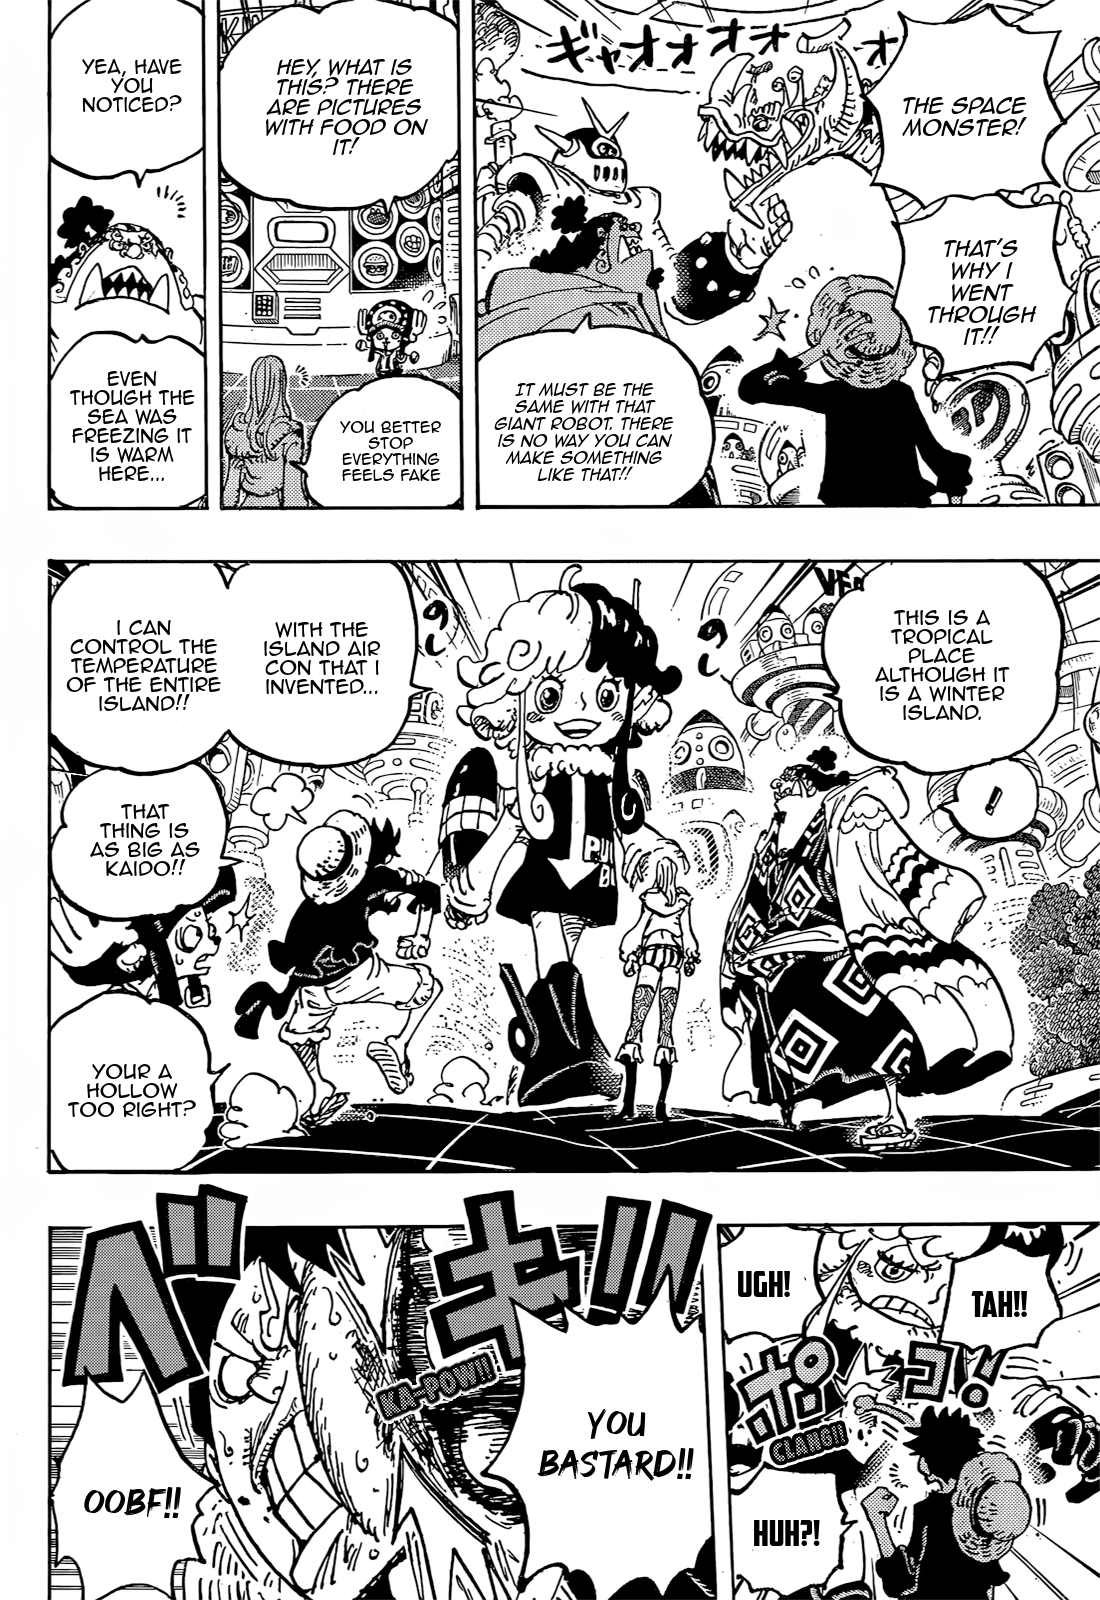 THE SPACE
MONSTER!
THAT'S
WHY I
WENT
THROUGH
IT!!
ギャオオオオオ
IT MUST BE THE
SAME WITH THAT
GIANT ROBOT. THERE
IS NO WAY YOU CAN
MAKE SOMETHING
LIKE THAT!!
HEY, WHAT IS
THIS? THERE
ARE PICTURES
WITH FOOD ON
IT!
YOU BETTER
STOP
EVERYTHING
FEELS FAKE
YEA, HAVE
YOU
NOTICED?
EVEN
THOUGH THE
SEA WAS
FREEZING IT
IS WARM
HERE...
THIS IS A
TROPICAL
PLACE
ALTHOUGH IT
IS A WINTER
ISLAND.
!
のし
のし
WITH THE
ISLAND AIR
CON THAT I
INVENTED...
I CAN
CONTROL THE
TEMPERATURE
OF THE ENTIRE
ISLAND!!
THAT
THING IS
AS BIG AS
KAIDO!!
YOUR A
HOLLOW
TOO RIGHT?
TAH!!
UGH!
ポコ!
CLANG!!
HUH?!
YOU
BASTARD!!
ベキ!!
KA-POW!!
OOBF!!